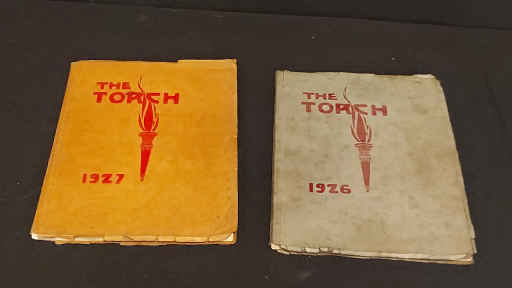 THE
TORCH
1927
THE
TORCH
1926